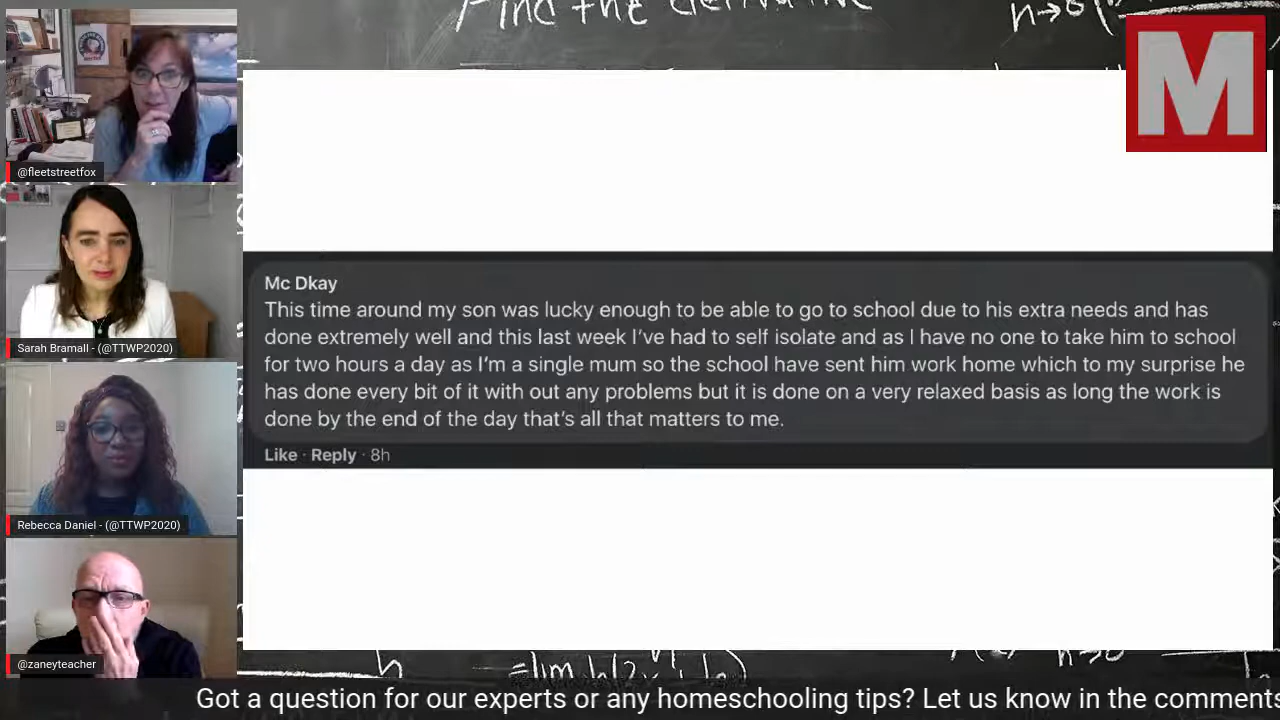 Find the derivative
n→0
M
@fleetstreetfox
Sarah Bramall - (@TTWP2020)
Rebecca Daniel - (@TTWP2020)
@zaneyteacher
Mc Dkay
This time around my son was lucky enough to be able to go to school due to his extra needs and has
done extremely well and this last week I've had to self isolate and as I have no one to take him to school
for two hours a day as I'm a single mum so the school have sent him work home which to my surprise he
has done every bit of it with out any problems but it is done on a very relaxed basis as long the work is
done by the end of the day that's all that matters to me.
Like · Reply · 8h
=lim
Got a question for our experts or any homeschooling tips? Let us know in the comments